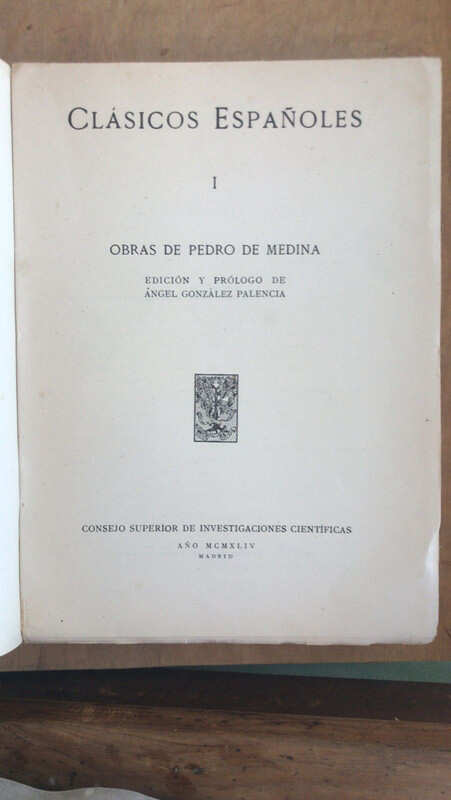 CLÁSICOS ESPAÑOLES
I
OBRAS DE PEDRO DE MEDINA
EDICIÓN Y PRÓLOGO DE
ÁNGEL GONZÁLEZ PALENCIA
CONSEJO SUPERIOR DE INVESTIGACIONES CIENTÍFICAS
AÑO MCMXLIV
MADRID